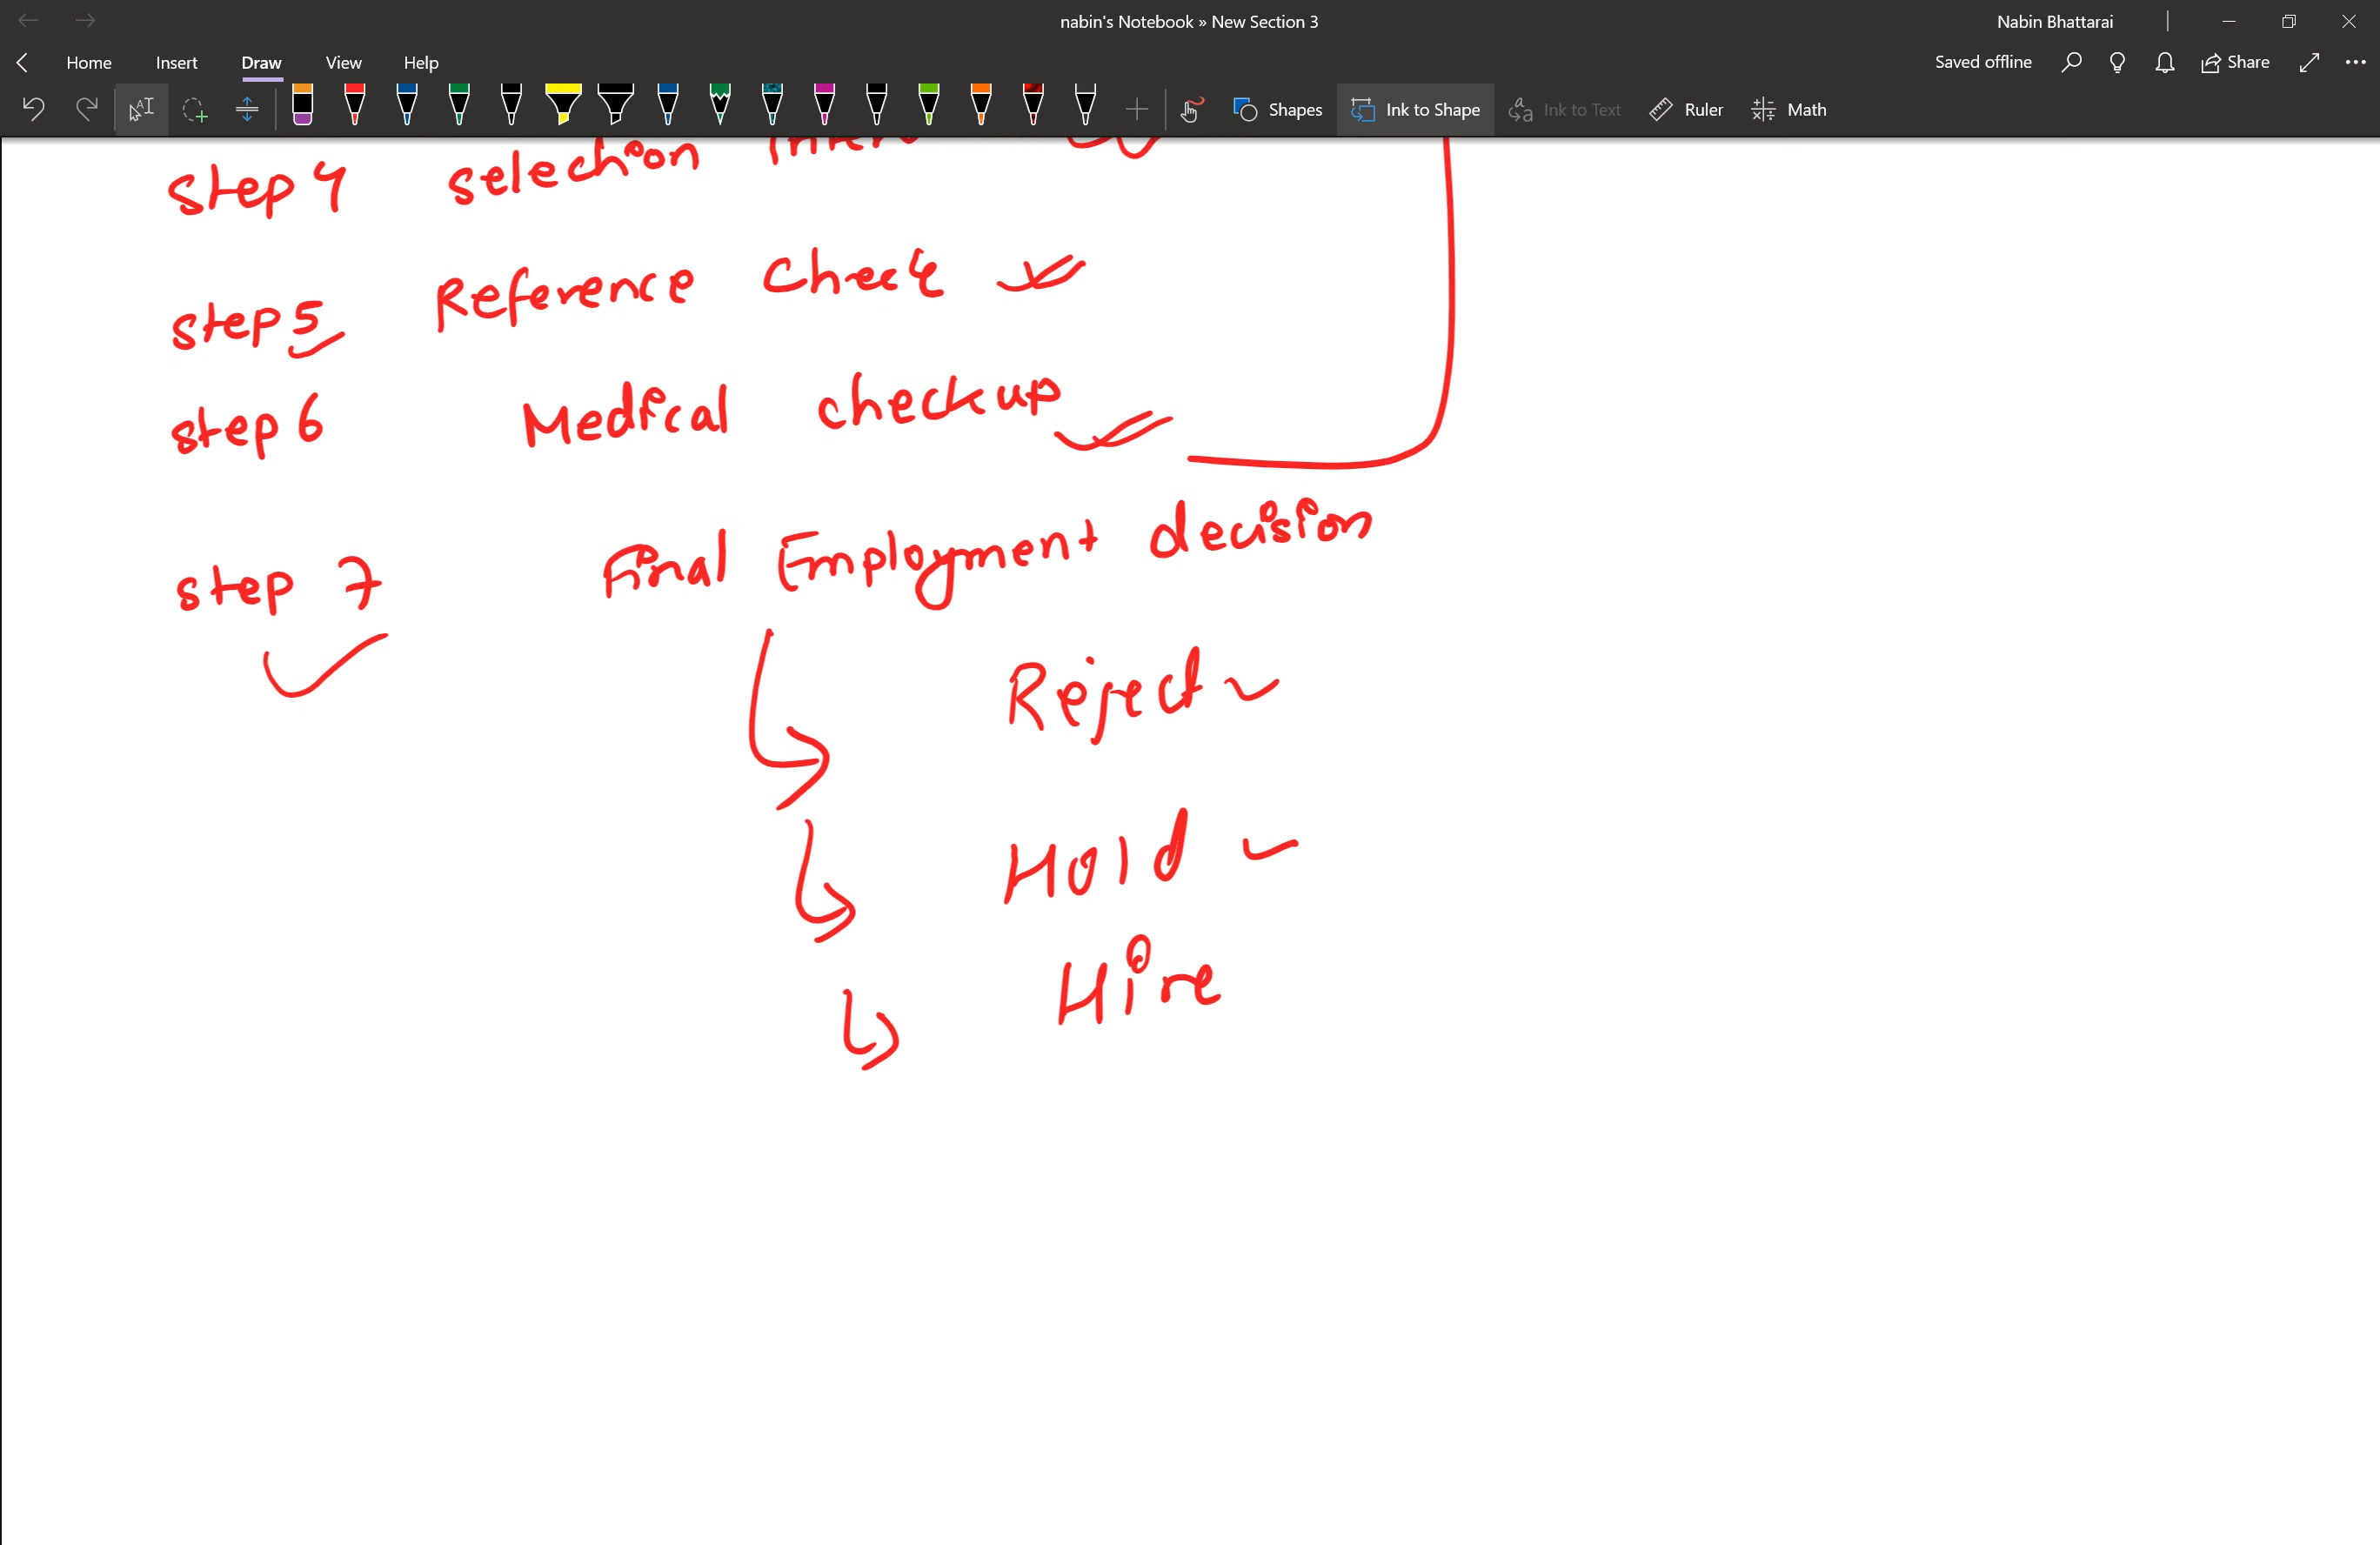 nabin's Notebook » New Section 3
Nabin Bhattarai
Home Insert Draw View Help
Saved offline Share
Shapes Ink to Shape Ink to Text Ruler Math
Step 4 selection
step 5 Reference Check
step 6 Medical checkup
step 7 Final Employment decision
Reject
Hold
Hire